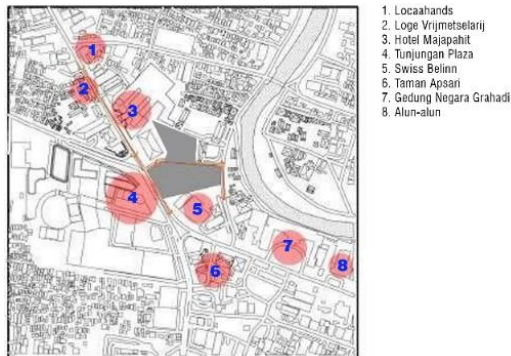 1. Locaahands
2. Loge Vrijmetselarij
3. Hotel Majapahit
4. Tunjungan Plaza
5. Swiss Belinn
6. Taman Apsari
7. Gedung Negara Grahadi
8. Alun-alun
1
2
3
4
5
6
7
8